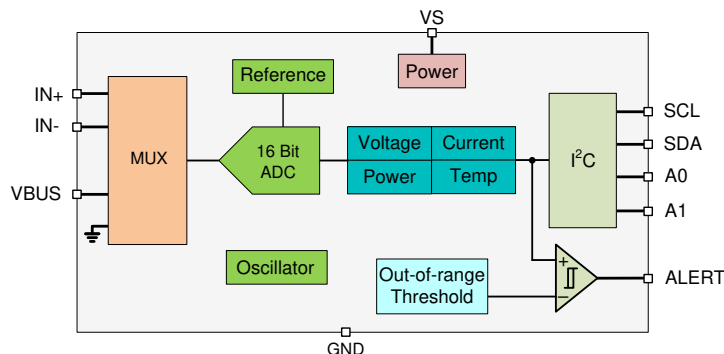 VS
Reference
Power
IN+
IN-
VBUS
MUX
16 Bit
ADC
Voltage
Current
Power
Temp
I²C
SCL
SDA
A0
A1
Oscillator
Out-of-range
Threshold
+
−
ALERT
GND